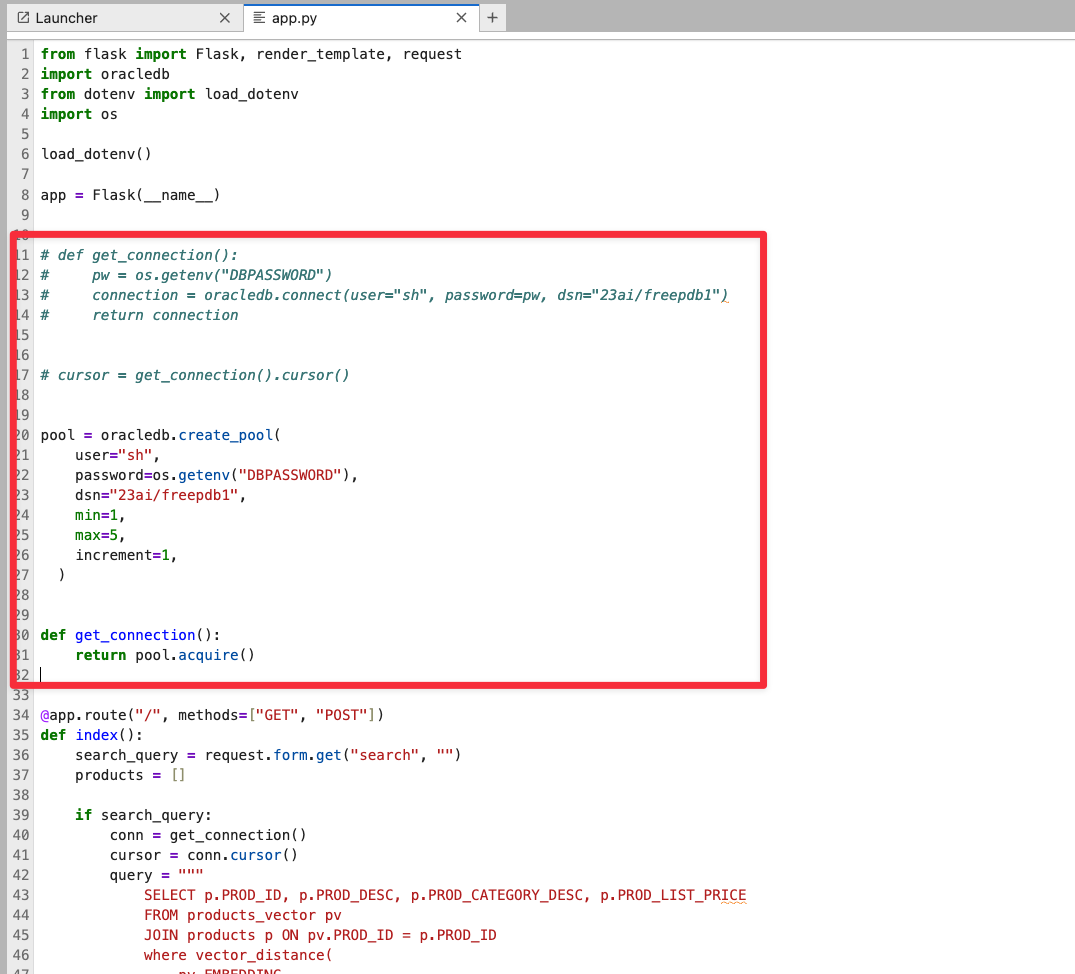 Launcher
app.py
1 from flask import Flask, render_template, request
2 import oracledb
3 from dotenv import load_dotenv
4 import os
5
6 load_dotenv()
7
8 app = Flask(__name__)
9
10
11 # def get_connection():
12 #     pw = os.getenv("DBPASSWORD")
13 #     connection = oracledb.connect(user="sh", password=pw, dsn="23ai/freepdb1")
14 #     return connection
15
16
17 # cursor = get_connection().cursor()
18
19
20 pool = oracledb.create_pool(
21     user="sh",
22     password=os.getenv("DBPASSWORD"),
23     dsn="23ai/freepdb1",
24     min=1,
25     max=5,
26     increment=1,
27   )
28
29
30 def get_connection():
31     return pool.acquire()
32
33
34 @app.route("/", methods=["GET", "POST"])
35 def index():
36     search_query = request.form.get("search", "")
37     products = []
38
39     if search_query:
40         conn = get_connection()
41         cursor = conn.cursor()
42         query = """
43             SELECT p.PROD_ID, p.PROD_DESC, p.PROD_CATEGORY_DESC, p.PROD_LIST_PRICE
44             FROM products_vector pv
45             JOIN products p ON pv.PROD_ID = p.PROD_ID
46             where vector_distance(
47                 pv.EMBEDDING